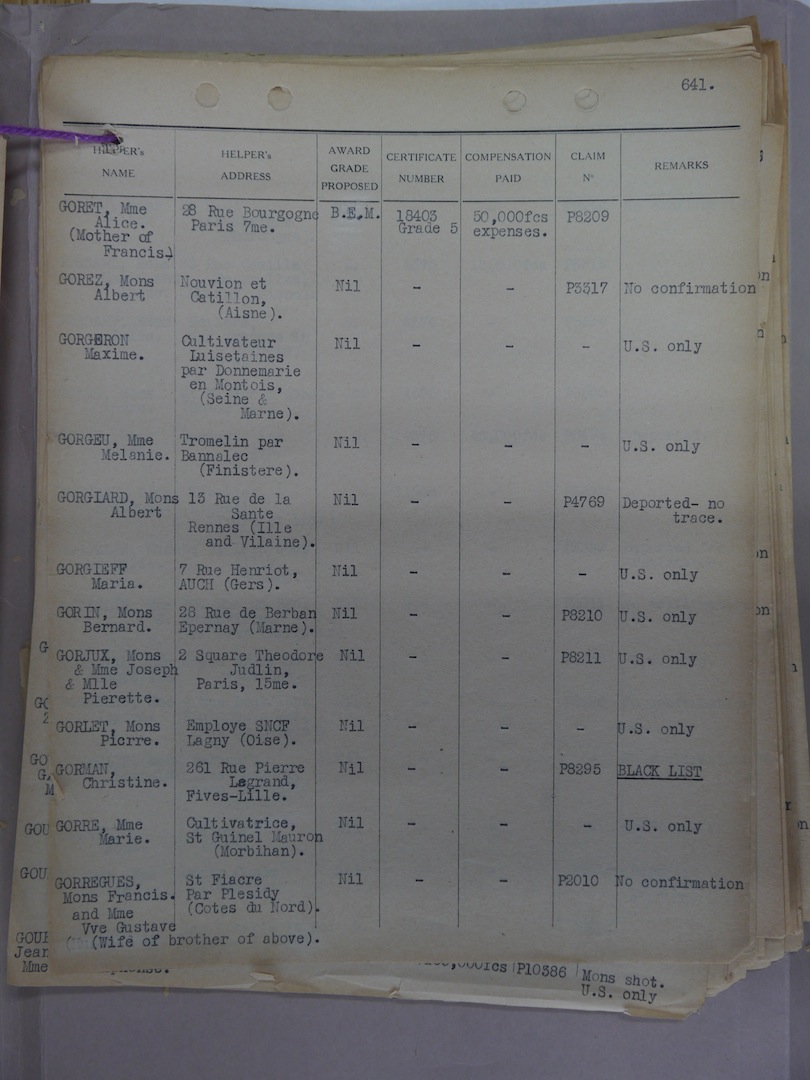 641.
HELPER's NAME HELPER's ADDRESS AWARD GRADE PROPOSED CERTIFICATE NUMBER COMPENSATION PAID CLAIM N° REMARKS
GORET, Mme 28 Rue Bourgogne B.E.M. 18403 50,000fcs P8209
Alice. Paris 7me. Grade 5 expenses.
(Mother of
Francis.)
GOREZ, Mons Nouvion et Nil - - P3317 No confirmation
Albert Catillon,
(Aisne).
GORGERON Cultivateur Nil - - - U.S. only
Maxime. Luisetaines
par Donnemarie
en Montois,
(Seine &
Marne).
GORGEU, Mme Tromelin par Nil - - - U.S. only
Melanie. Bannalec
(Finistere).
GORGIARD, Mons 13 Rue de la Nil - - P4769 Deported- no
Albert Sante trace.
Rennes (Ille
and Vilaine).
GORGIEFF 7 Rue Henriot, Nil - - - U.S. only
Maria. AUCH (Gers).
GORIN, Mons 28 Rue de Berban Nil - - P8210 U.S. only
Bernard. Epernay (Marne).
GORJUX, Mons 2 Square Theodore Nil - - P8211 U.S. only
& Mme Joseph Judlin,
& Mlle Paris, 15me.
Pierette.
GORLET, Mons Employe SNCF Nil - - - U.S. only
Pierre. Lagny (Oise).
GORMAN, 261 Rue Pierre Nil - - P8295 BLACK LIST
Christine. Legrand,
Fives-Lille.
GORRE, Mme Cultivatrice, Nil - - - U.S. only
Marie. St Guinel Mauron
(Morbihan).
GORREGUES, St Fiacre Nil - - P2010 No confirmation
Mons Francis. Par Plesidy
and Mme (Cotes du Nord).
Vve Gustave
(Wife of brother of above).
GOU
GOU
Jean
Mme
P10386 Mons shot.
U.S. only